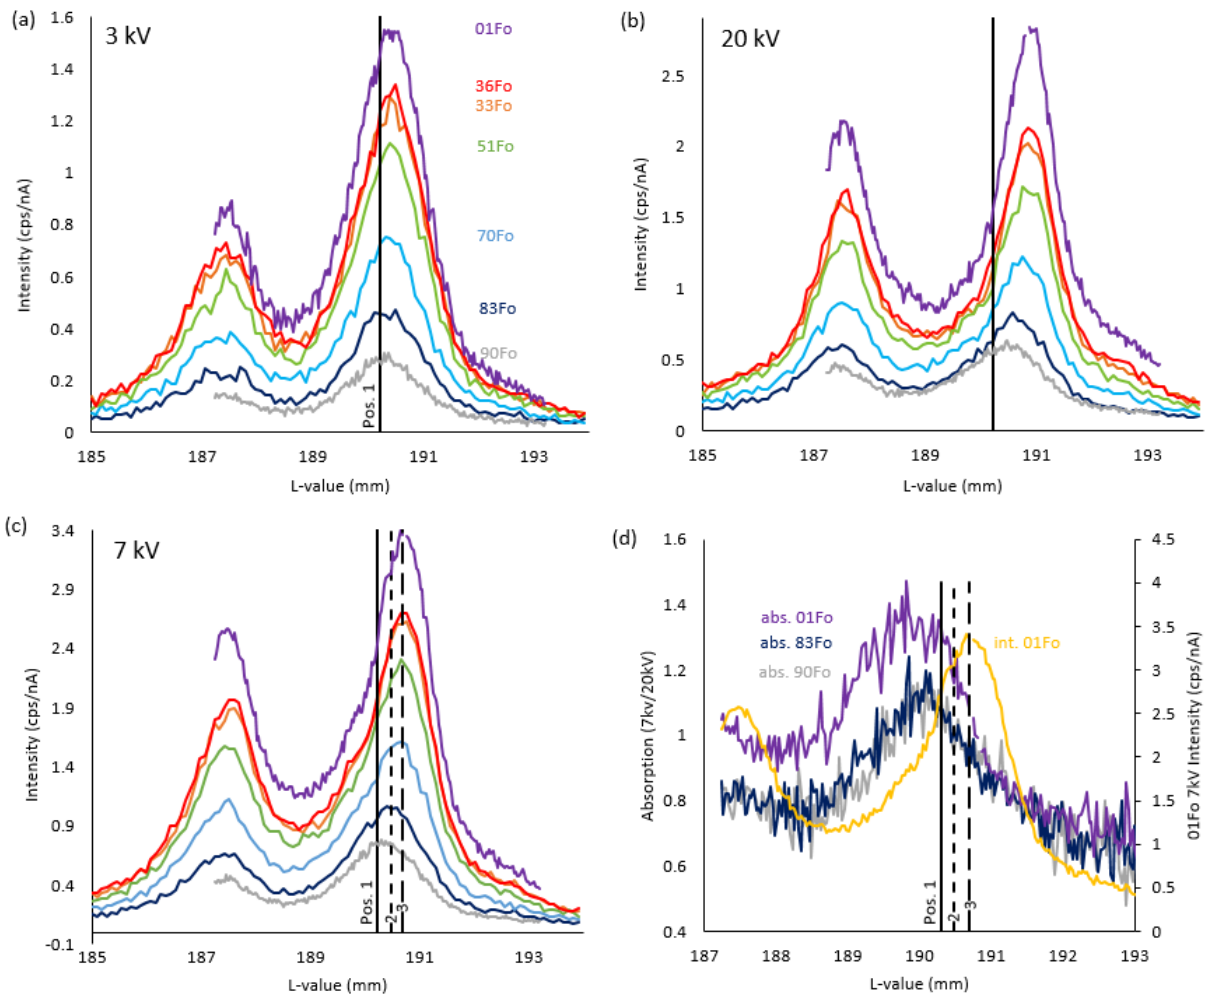 (a)
3 kV
1.6
1.4
1.2
1
0.8
0.6
0.4
0.2
0
Intensity (cps/nA)
01Fo
36Fo
33Fo
51Fo
70Fo
83Fo
90Fo
Pos. 1
185
187
189
191
193
L-value (mm)
(b)
20 kV
2.5
2
1.5
1
0.5
0
Intensity (cps/nA)
185
187
189
191
193
L-value (mm)
(c)
7 kV
3.4
2.9
2.4
1.9
1.4
0.9
0.4
-0.1
Intensity (cps/nA)
Pos. 1
2
3
185
187
189
191
193
L-value (mm)
(d)
1.6
1.4
1.2
1
0.8
0.6
0.4
Absorption (7kv/20kV)
abs. 01Fo
abs. 83Fo
abs. 90Fo
int. 01Fo
Pos. 1
2
3
4.5
4
3.5
3
2.5
2
1.5
1
0.5
0
01Fo 7kV Intensity (cps/nA)
187
188
189
190
191
192
193
L-value (mm)